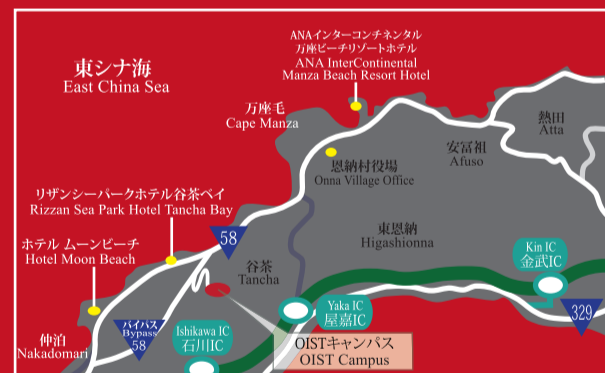 ANAインターコンチネンタル
万座ビーチリゾートホテル
ANA InterContinental
Manza Beach Resort Hotel
東シナ海
East China Sea
万座毛
Cape Manza
熱田
Atta
安冨祖
Afuso
恩納村役場
Onna Village Office
リザンシーパークホテル谷茶ベイ
Rizzan Sea Park Hotel Tancha Bay
東恩納
Higashionna
58
ホテル ムーンビーチ
Hotel Moon Beach
谷茶
Tancha
Kin IC
金武IC
Yaka IC
屋嘉IC
329
仲泊
Nakadomari
バイパス
Bypass
58
Ishikawa IC
石川IC
OISTキャンパス
OIST Campus